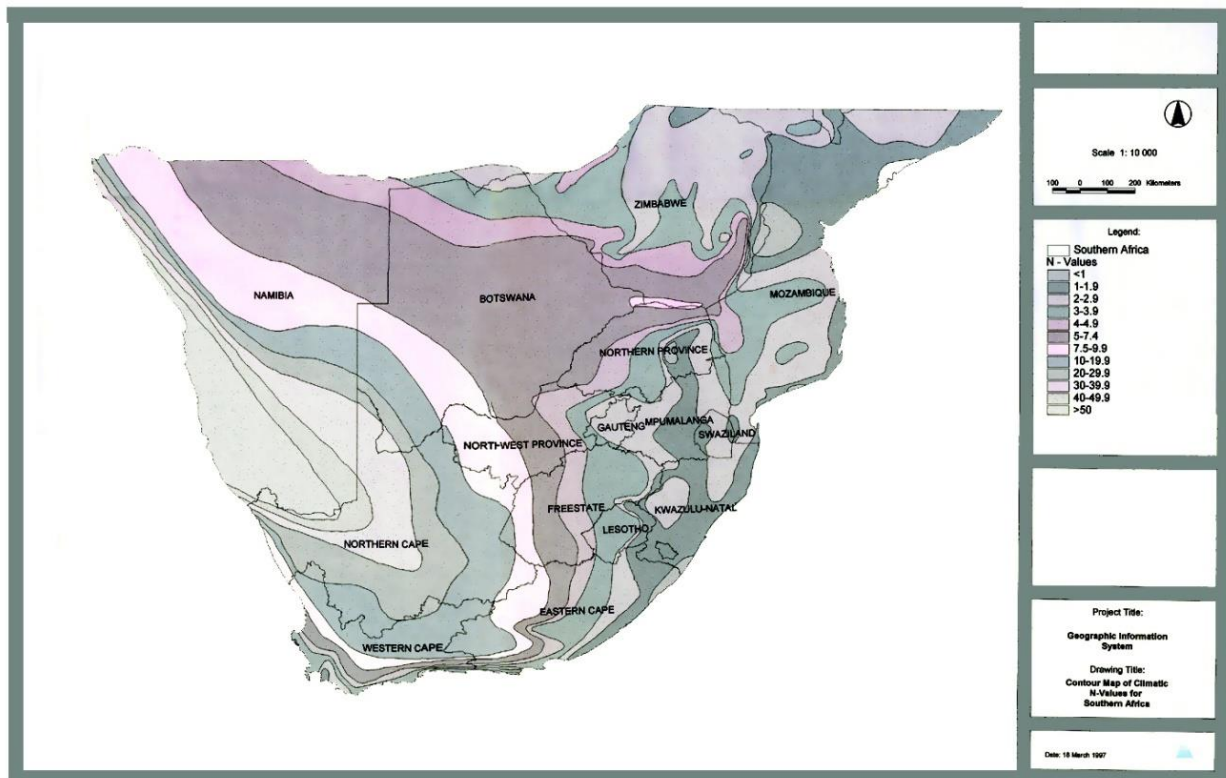 ZIMBABWE
NAMIBIA
BOTSWANA
MOZAMBIQUE
NORTHERN PROVINCE
GAUTENG
MPUMALANGA
SWAZILAND
NORTH-WEST PROVINCE
FREESTATE
KWAZULU-NATAL
LESOTHO
NORTHERN CAPE
EASTERN CAPE
WESTERN CAPE
Scale 1: 10 000
100 0 100 200 Kilometers
Legend:
Southern Africa
N - Values
<1
1-1.9
2-2.9
3-3.9
4-4.9
5-7.4
7.5-9.9
10-19.9
20-29.9
30-39.9
40-49.9
>50
Project Title:
Geographic Information
System
Drawing Title:
Contour Map of Climatic
N-Values for
Southern Africa
Date: 18 March 1997